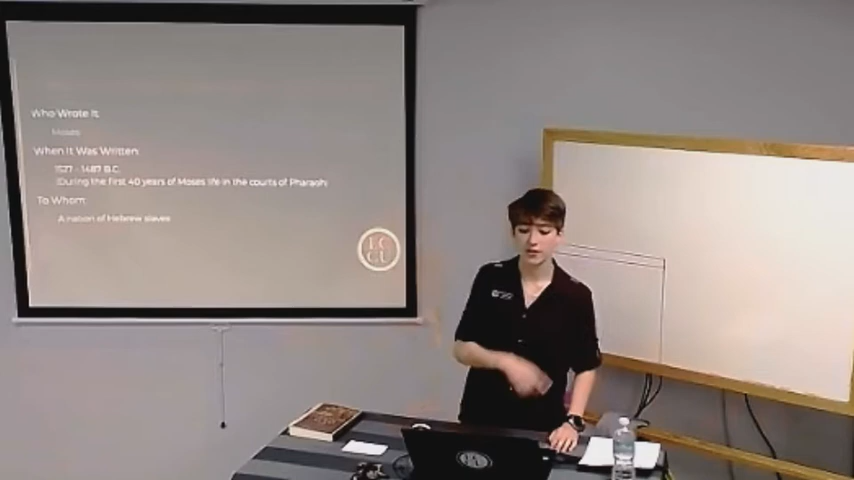 Who Wrote It:
Moses
When It Was Written:
1527 - 1487 B.C.
(During the first 40 years of Moses life in the courts of Pharaoh)
To Whom:
A nation of Hebrew slaves